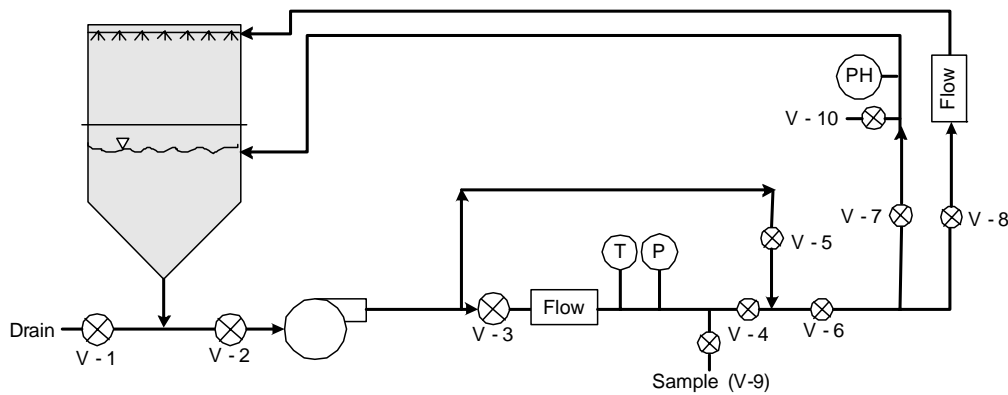 PH
Flow
V - 10
V - 7
V - 8
T
P
V - 5
Drain
V - 1
V - 2
V - 3
Flow
V - 4
V - 6
Sample (V-9)